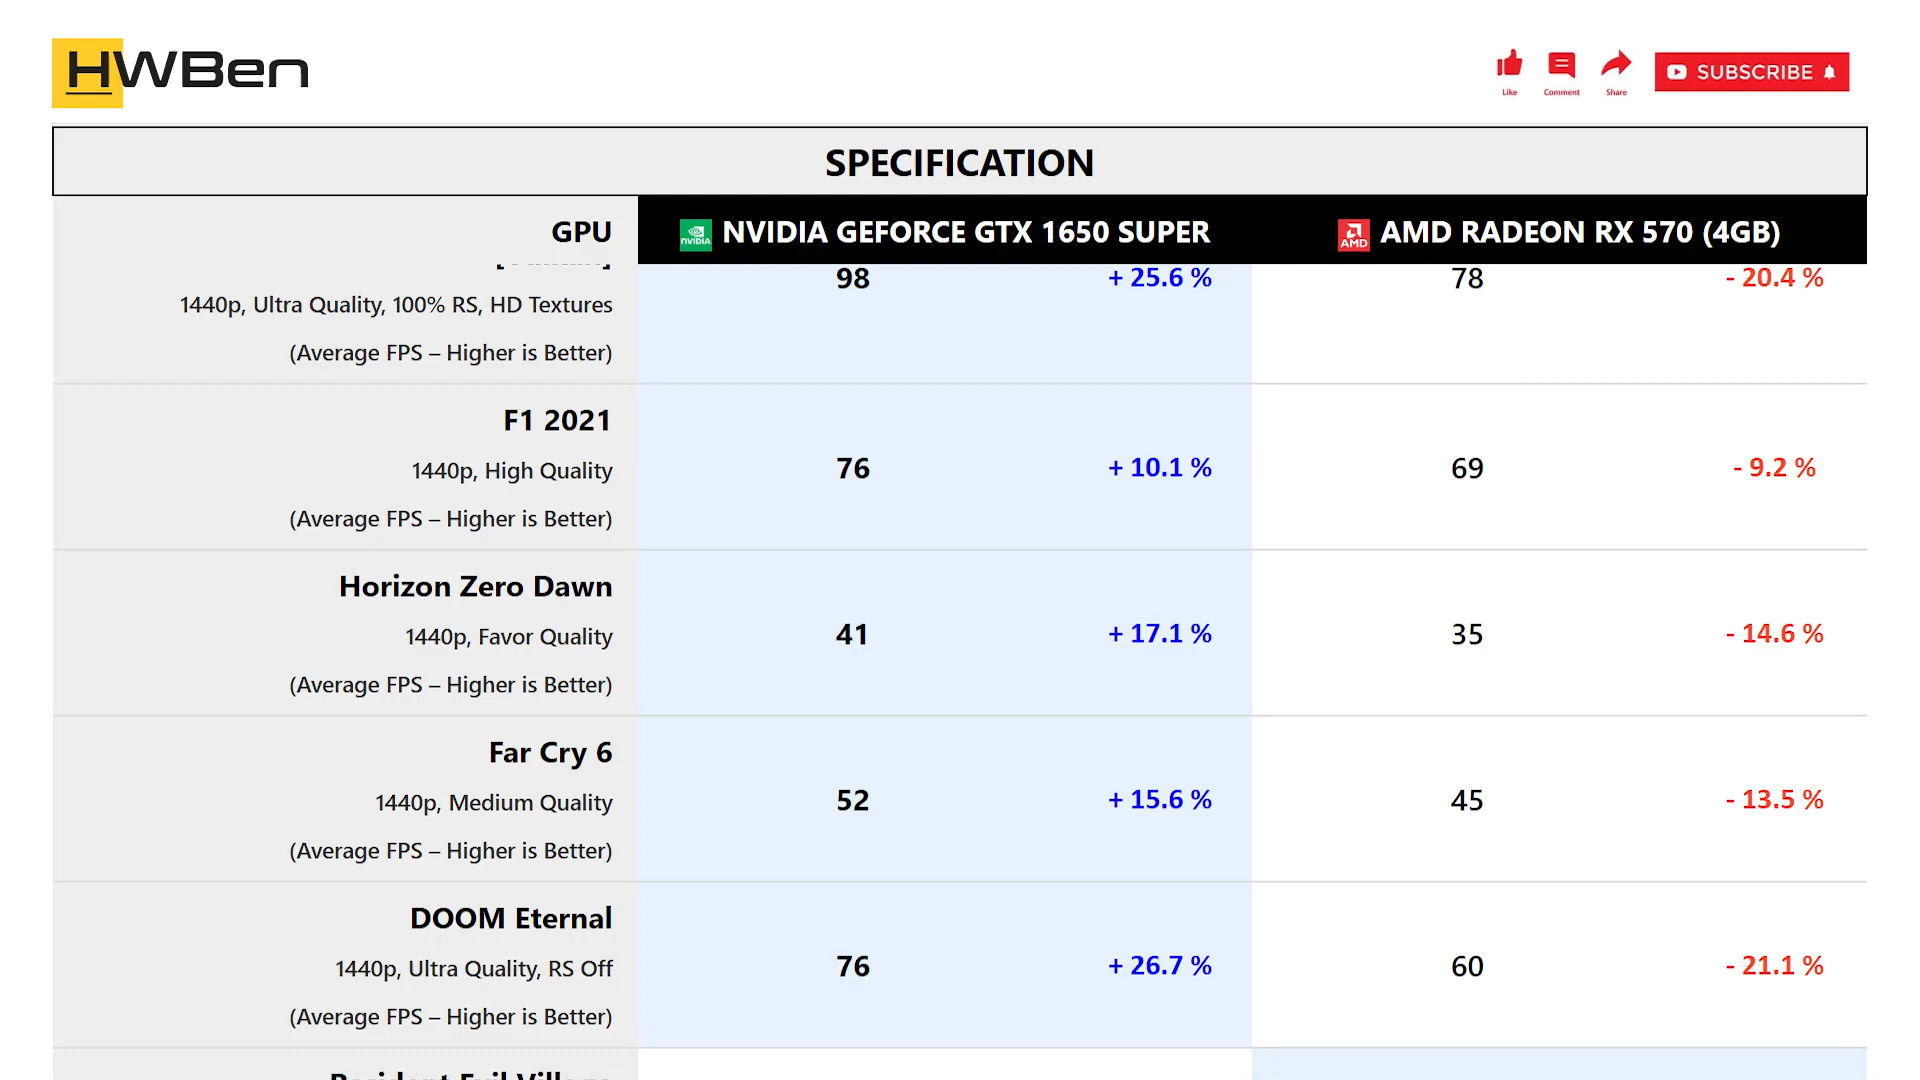 HWBen
Like
Comment
Share
SUBSCRIBE
SPECIFICATION
GPU
NVIDIA
NVIDIA GEFORCE GTX 1650 SUPER
AMD
AMD RADEON RX 570 (4GB)
98 + 25.6 % 78 - 20.4 %
1440p, Ultra Quality, 100% RS, HD Textures
(Average FPS – Higher is Better)
F1 2021
1440p, High Quality
76 + 10.1 % 69 - 9.2 %
(Average FPS – Higher is Better)
Horizon Zero Dawn
1440p, Favor Quality
41 + 17.1 % 35 - 14.6 %
(Average FPS – Higher is Better)
Far Cry 6
1440p, Medium Quality
52 + 15.6 % 45 - 13.5 %
(Average FPS – Higher is Better)
DOOM Eternal
1440p, Ultra Quality, RS Off
76 + 26.7 % 60 - 21.1 %
(Average FPS – Higher is Better)
Resident Evil Village